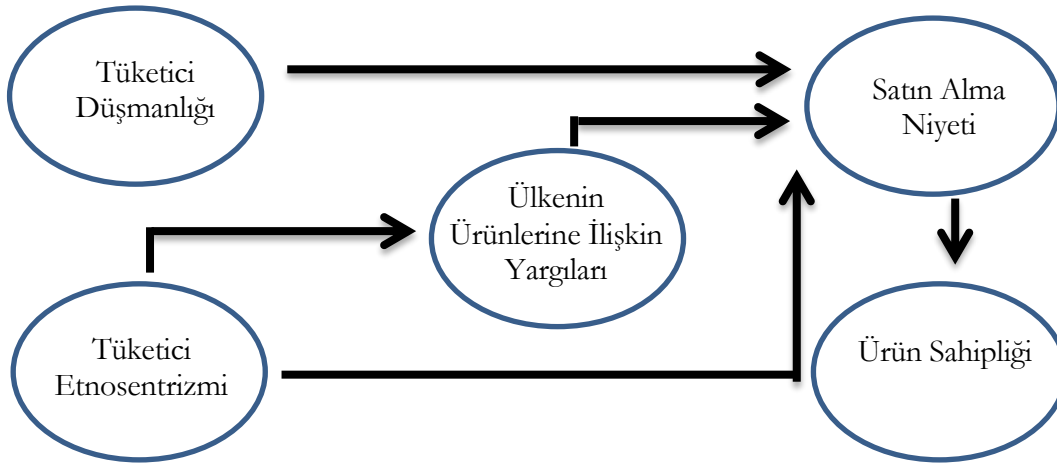 Tüketici
Düşmanlığı
Satın Alma
Niyeti
Ülkenin
Ürünlerine İlişkin
Yargıları
Tüketici
Etnosentrizmi
Ürün Sahipliği